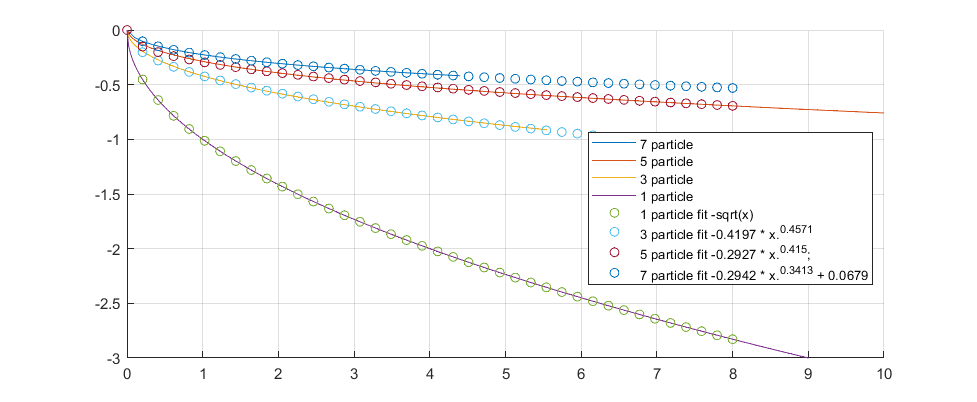 0
-0.5
-1
-1.5
-2
-2.5
-3
0 1 2 3 4 5 6 7 8 9 10
7 particle
5 particle
3 particle
1 particle
1 particle fit -sqrt(x)
3 particle fit -0.4197 * x.^0.4571
5 particle fit -0.2927 * x.^0.415;
7 particle fit -0.2942 * x.^0.3413 + 0.0679